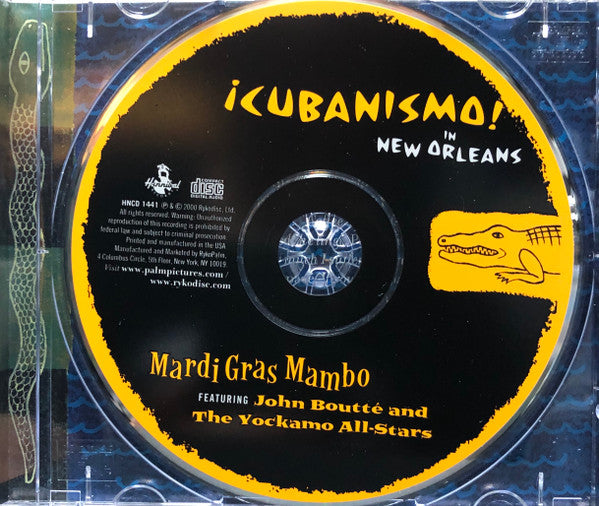 ¡CUBANISMO!
IN
NEW ORLEANS
Hannibal
COMPACT
disc
DIGITAL AUDIO
HNCD 1441 ℗ & © 2000 Rykodisc, Ltd.
All rights reserved. Warning: Unauthorized
reproduction of this recording is prohibited by
federal law and subject to criminal prosecution.
Printed and manufactured in the USA
Manufactured and Marketed by RykoPalm,
4 Columbus Circle, 5th Floor, New York, NY 10019.
Visit www.palmpictures.com/
www.rykodisc.com
Mardi Gras Mambo
FEATURING John Boutté and
The Yockamo All-Stars